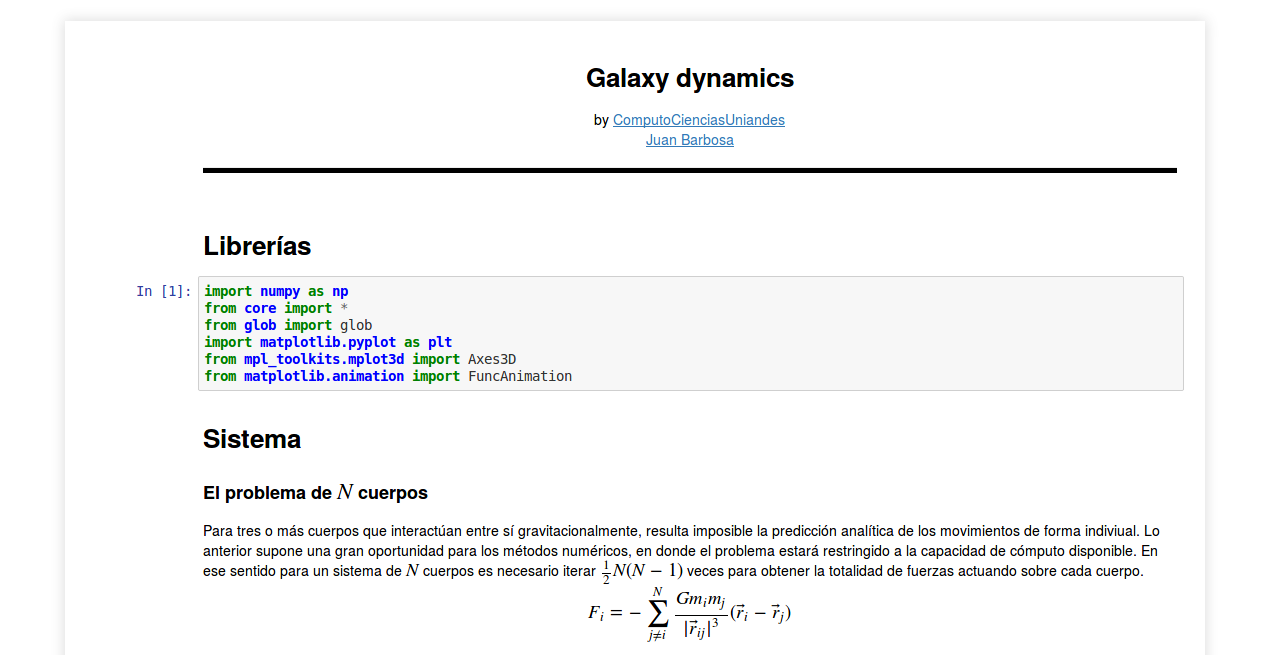 Galaxy dynamics
by ComputoCienciasUniandes
Juan Barbosa
Librerías
In [1]:
import numpy as np
from core import *
from glob import glob
import matplotlib.pyplot as plt
from mpl_toolkits.mplot3d import Axes3D
from matplotlib.animation import FuncAnimation
Sistema
El problema de N cuerpos
Para tres o más cuerpos que interactúan entre sí gravitacionalmente, resulta imposible la predicción analítica de los movimientos de forma indiviual. Lo
anterior supone una gran oportunidad para los métodos numéricos, en donde el problema estará restringido a la capacidad de cómputo disponible. En
ese sentido para un sistema de N cuerpos es necesario iterar ½N(N − 1) veces para obtener la totalidad de fuerzas actuando sobre cada cuerpo.
F_i = − ∑_{j≠i}^{N} \frac{Gm_i m_j}{|\vec{r}_{ij}|^3} (\vec{r}_i − \vec{r}_j)